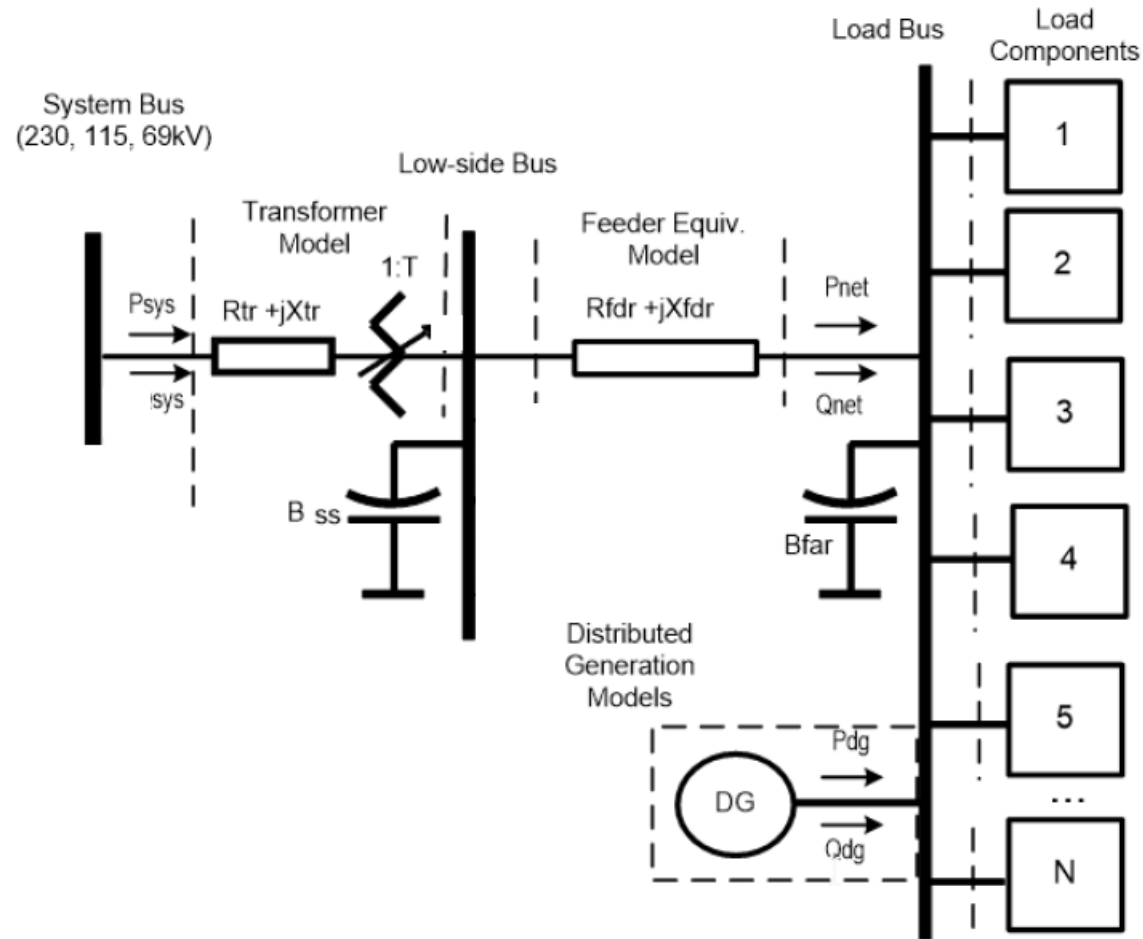 Load Bus
Load
Components
System Bus
(230, 115, 69kV)
Low-side Bus
Transformer
Model
1:T
Feeder Equiv.
Model
Psys
Rtr +jXtr
Rfdr +jXfdr
Pnet
Qnet
B ss
Bfar
Distributed
Generation
Models
Pdg
DG
Qdg
1
2
3
4
5
...
N